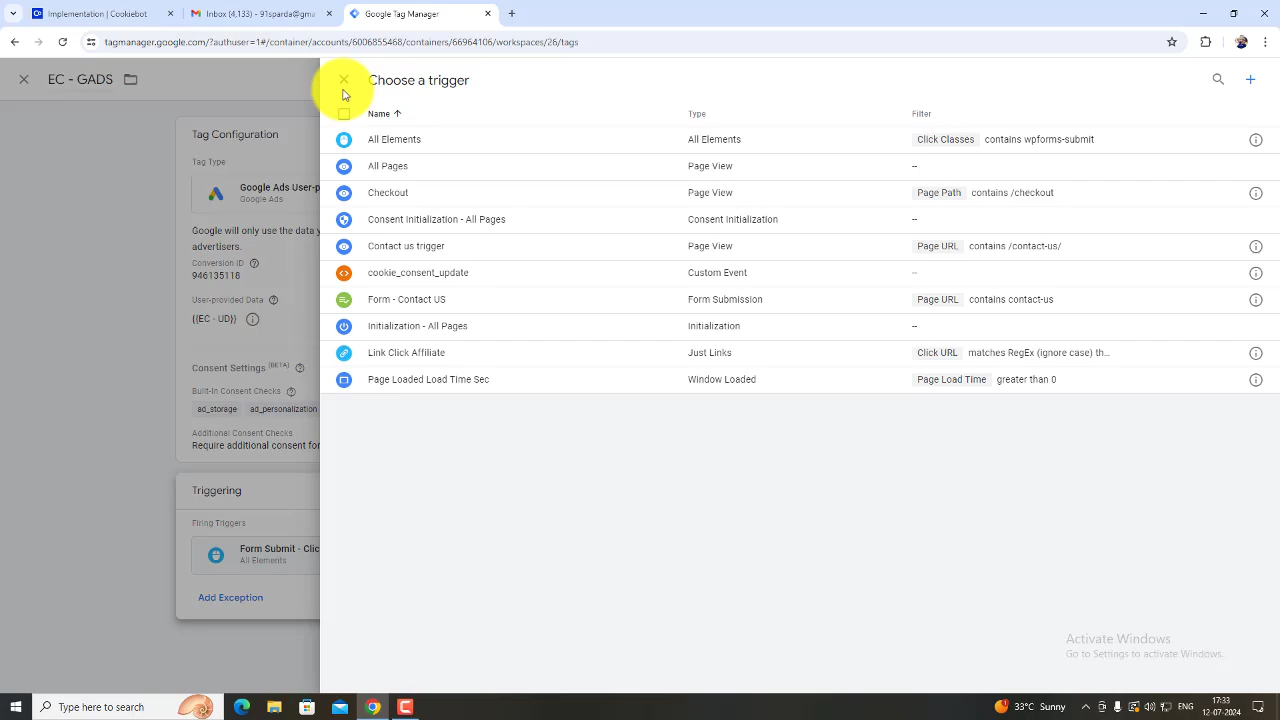 Implementation | Cookiebot
Inbox (4,133) - 91sparda@gma
Google Tag Manager
tagmanager.google.com/?authuser=1#/container/accounts/6006855468/containers/66964106/workspaces/26/tags
EC - GADS
Choose a trigger
Name Type Filter
Tag Configuration
Tag Type
Google Ads User-p
Google Ads
Google will only use the data y
advertisers.
Conversion ID
946135118
User-provided Data
{{EC - UD}}
Consent Settings [BETA]
Built-In Consent Checks
ad_storage ad_personalization
Additional Consent Checks
Require additional consent for
Triggering
Firing Triggers
Form Submit - Clic
All Elements
Add Exception
All Elements All Elements Click Classes contains wpforms-submit
All Pages Page View --
Checkout Page View Page Path contains /checkout
Consent Initialization - All Pages Consent Initialization --
Contact us trigger Page View Page URL contains /contact-us/
cookie_consent_update Custom Event --
Form - Contact US Form Submission Page URL contains contact-us
Initialization - All Pages Initialization --
Link Click Affiliate Just Links Click URL matches RegEx (ignore case) th...
Page Loaded Load Time Sec Window Loaded Page Load Time greater than 0
Activate Windows
Go to Settings to activate Windows.
Type here to search
33°C Sunny
ENG
17:33
12-07-2024